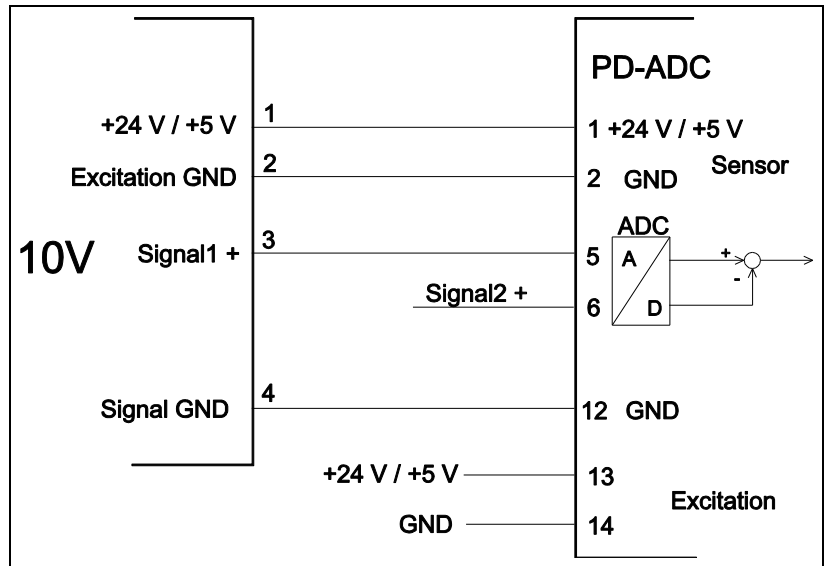 PD-ADC
+24 V / +5 V 1 1 +24 V / +5 V
Sensor
Excitation GND 2 2 GND
ADC
10V Signal1 + 3 5 A + -
Signal2 + 6 D
Signal GND 4 12 GND
+24 V / +5 V 13
Excitation
GND 14